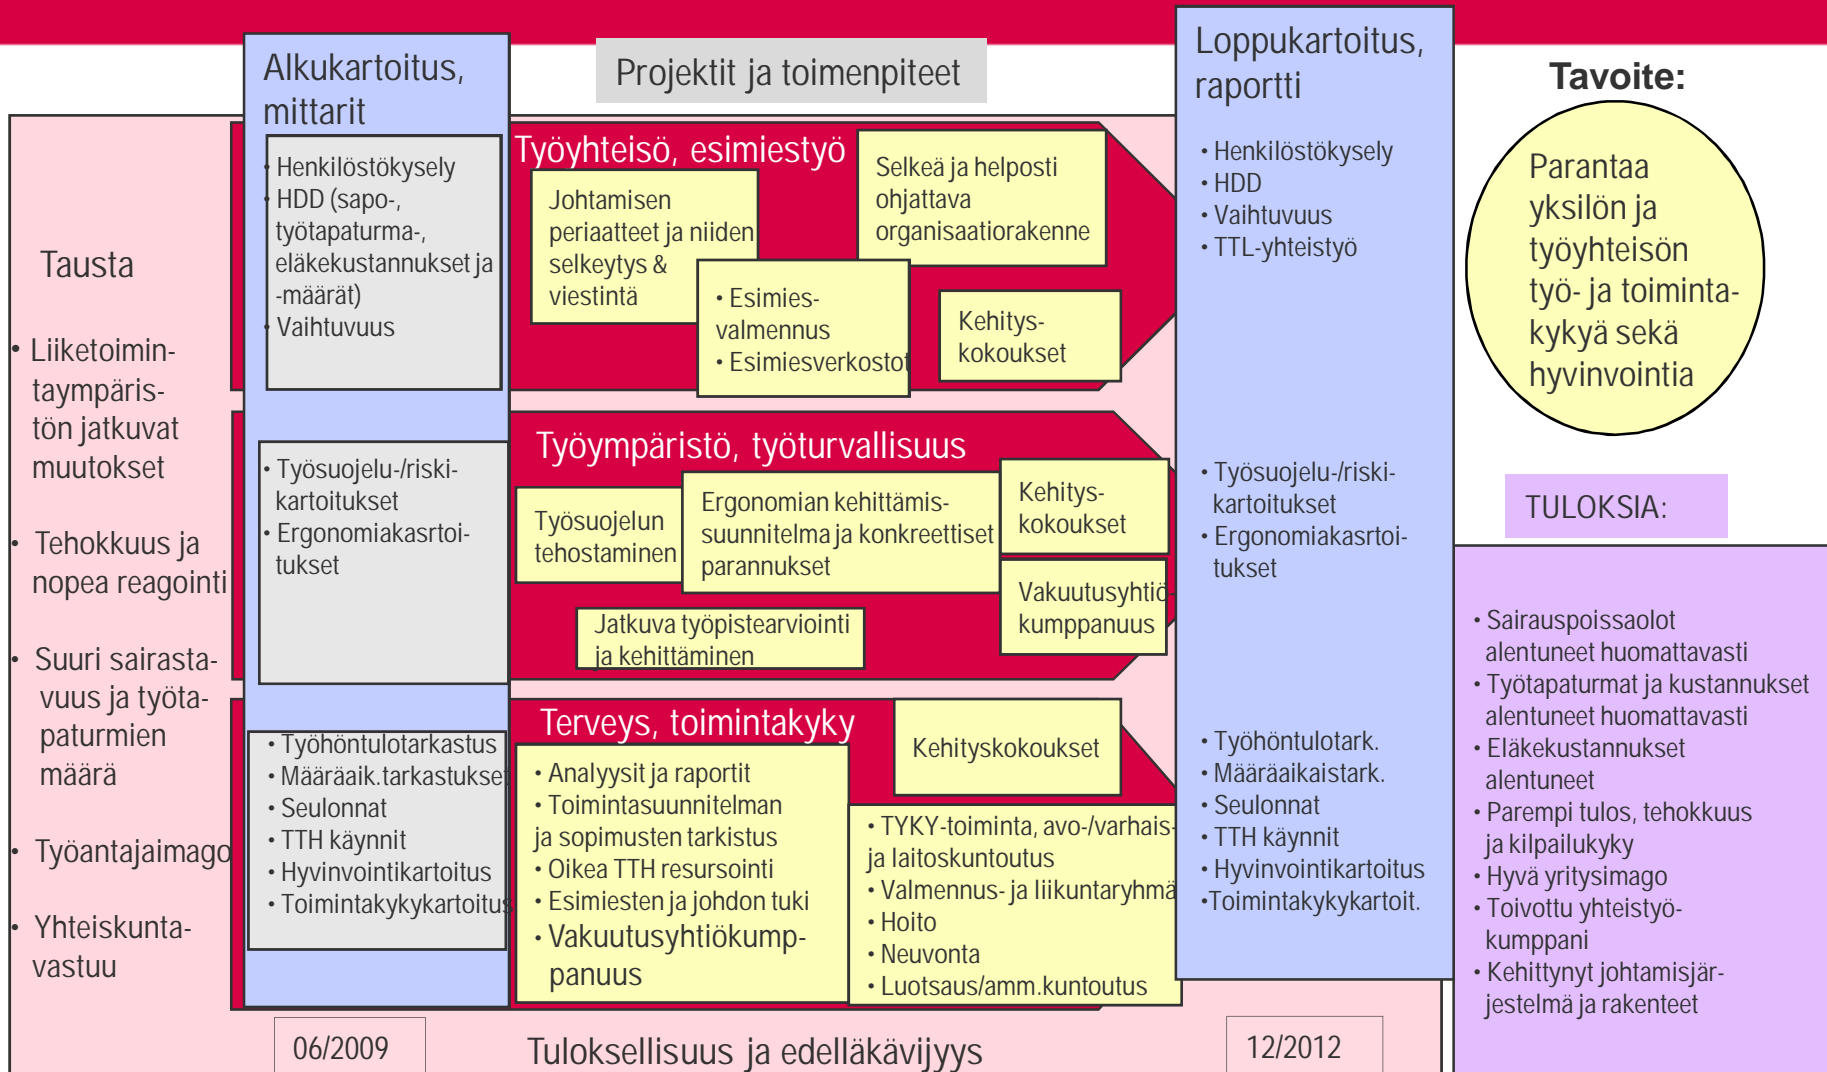 Alkukartoitus,
mittarit
Projektit ja toimenpiteet
Loppukartoitus,
raportti
Tavoite:
Tausta
• Liiketoimin-
taympäris-
tön jatkuvat
muutokset
• Tehokkuus ja
nopea reagointi
• Suuri sairasta-
vuus ja työta-
paturmien
määrä
• Työantajaimago
• Yhteiskunta-
vastuu
• Henkilöstökysely
• HDD (sapo-,
työtapaturma-,
eläkekustannukset ja
-määrät)
• Vaihtuvuus
• Työsuojelu-/riski-
kartoitukset
• Ergonomiakasrtoi-
tukset
• Työhöntulotarkastus
• Määräaik.tarkastukset
• Seulonnat
• TTH käynnit
• Hyvinvointikartoitus
• Toimintakykykartoitus
Työyhteisö, esimiestyö
Johtamisen
periaatteet ja niiden
selkeytys &
viestintä
Selkeä ja helposti
ohjattava
organisaatiorakenne
• Esimies-
valmennus
• Esimiesverkostot
Kehitys-
kokoukset
Työympäristö, työturvallisuus
Työsuojelun
tehostaminen
Ergonomian kehittämis-
suunnitelma ja konkreettiset
parannukset
Kehitys-
kokoukset
Vakuutusyhtiö-
kumppanuus
Jatkuva työpistearviointi
ja kehittäminen
Terveys, toimintakyky
Kehityskokoukset
• Analyysit ja raportit
• Toimintasuunnitelman
ja sopimusten tarkistus
• Oikea TTH resursointi
• Esimiesten ja johdon tuki
• Vakuutusyhtiökump-
panuus
• TYKY-toiminta, avo-/varhais-
ja laitoskuntoutus
• Valmennus- ja liikuntaryhmä
• Hoito
• Neuvonta
• Luotsaus/amm.kuntoutus
• Henkilöstökysely
• HDD
• Vaihtuvuus
• TTL-yhteistyö
• Työsuojelu-/riski-
kartoitukset
• Ergonomiakasrtoi-
tukset
• Työhöntulotark.
• Määräaikaistark.
• Seulonnat
• TTH käynnit
• Hyvinvointikartoitus
•Toimintakykykartoit.
Parantaa
yksilön ja
työyhteisön
työ- ja toiminta-
kykyä sekä
hyvinvointia
TULOKSIA:
• Sairauspoissaolot
alentuneet huomattavasti
• Työtapaturmat ja kustannukset
alentuneet huomattavasti
• Eläkekustannukset
alentuneet
• Parempi tulos, tehokkuus
ja kilpailukyky
• Hyvä yritysimago
• Toivottu yhteistyö-
kumppani
• Kehittynyt johtamisjär-
jestelmä ja rakenteet
06/2009
Tuloksellisuus ja edelläkävijyys
12/2012